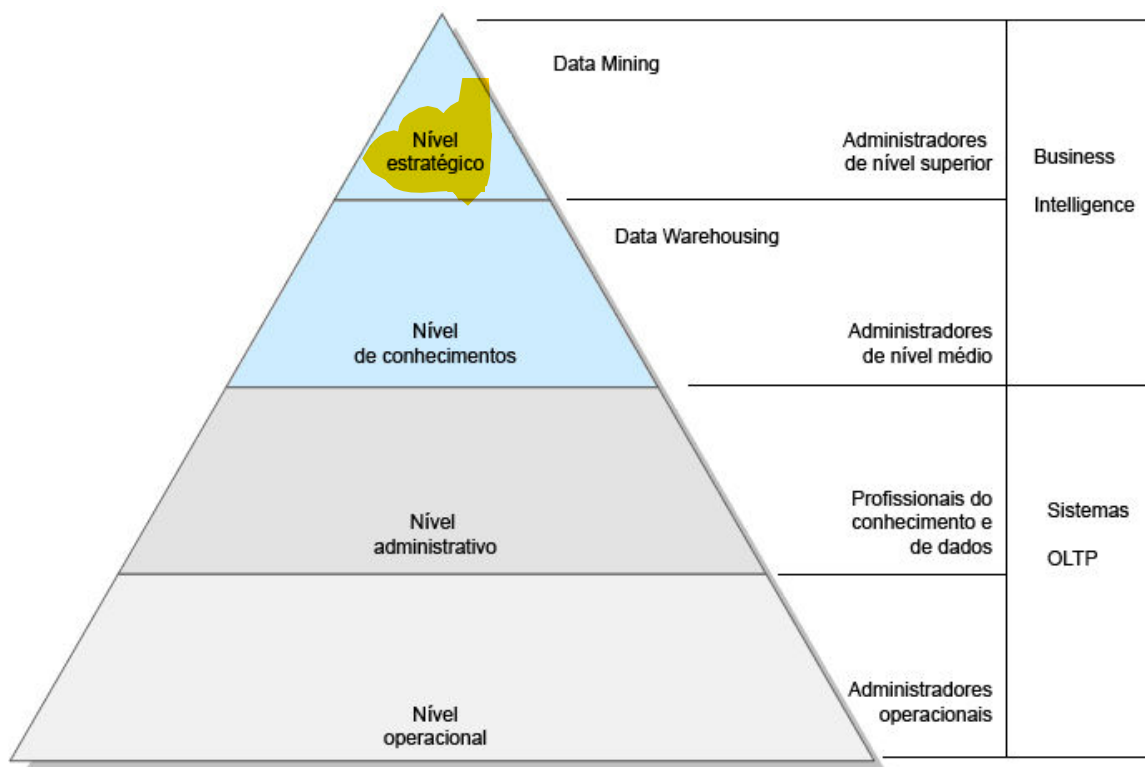 Data Mining
Nível
estratégico
Administradores
de nível superior
Business
Intelligence
Data Warehousing
Nível
de conhecimentos
Administradores
de nível médio
Nível
administrativo
Profissionais do
conhecimento e
de dados
Sistemas
OLTP
Nível
operacional
Administradores
operacionais